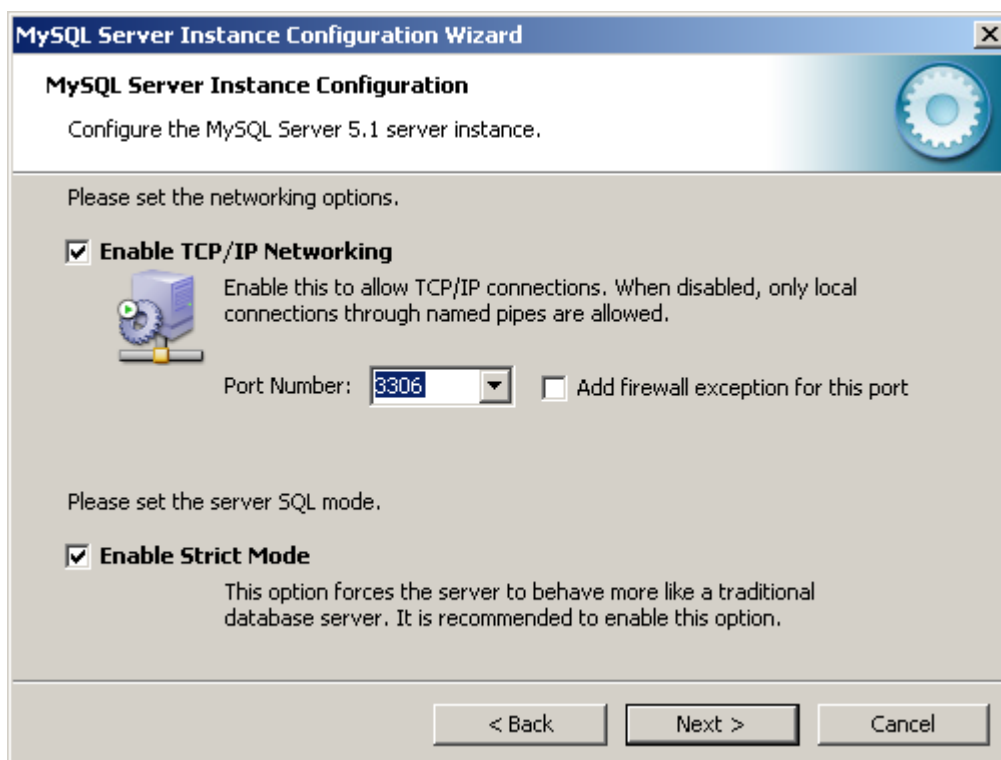 MySQL Server Instance Configuration Wizard
MySQL Server Instance Configuration
Configure the MySQL Server 5.1 server instance.
Please set the networking options.
Enable TCP/IP Networking
Enable this to allow TCP/IP connections. When disabled, only local
connections through named pipes are allowed.
Port Number: 3306 Add firewall exception for this port
Please set the server SQL mode.
Enable Strict Mode
This option forces the server to behave more like a traditional
database server. It is recommended to enable this option.
< Back Next > Cancel